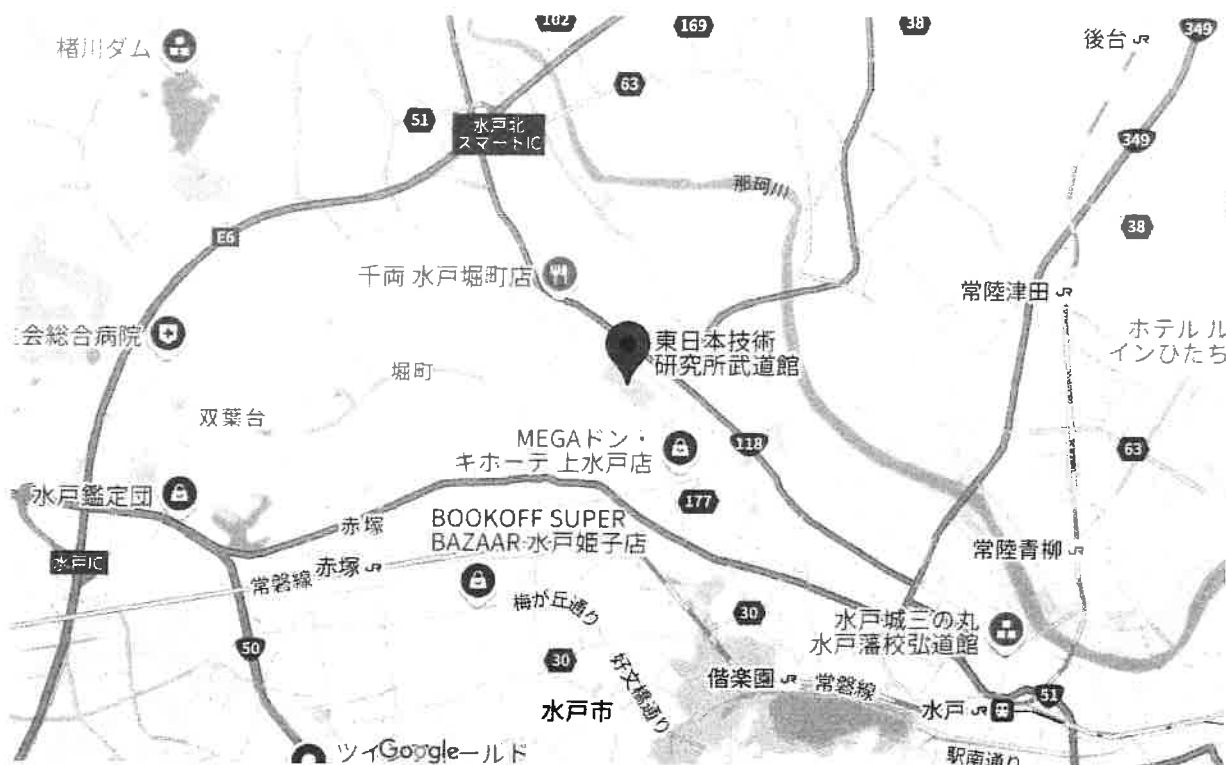 102
169
38
349
後台
楮川ダム
63
51
水戸北
スマートIC
349
那珂川
38
E6
千両 水戸堀町店
常陸津田
会総合病院
東日本技術
研究所武道館
ホテル ル
インひたち
堀町
双葉台
MEGAドン・
キホーテ 上水戸店
118
63
水戸鑑定団
177
赤塚
BOOKOFF SUPER
BAZAAR 水戸姫子店
水戸IC
常磐線
赤塚
常陸青柳
梅が丘通り
30
水戸城三の丸
水戸藩校弘道館
50
30
好文橋通り
偕楽園
常磐線
51
水戸市
水戸
ツイ
Google
ールド
駅南通り